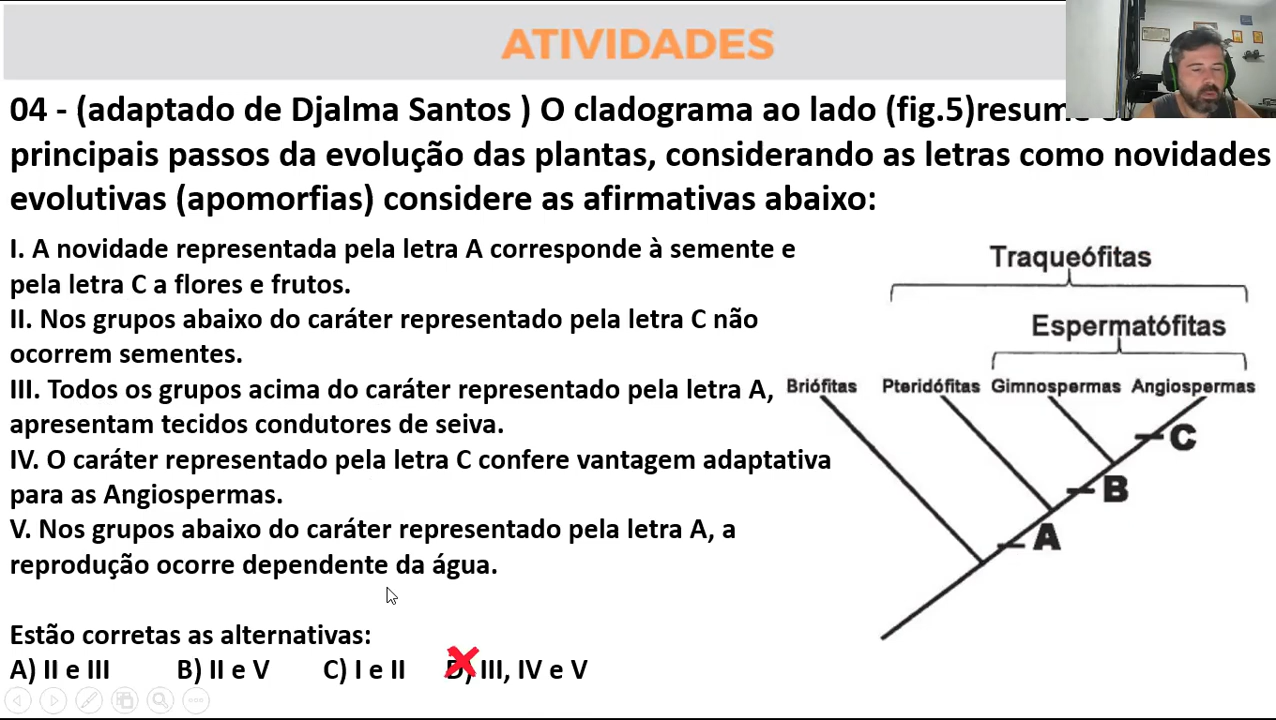 ATIVIDADES
04 - (adaptado de Djalma Santos ) O cladograma ao lado (fig.5)resume os
principais passos da evolução das plantas, considerando as letras como novidades
evolutivas (apomorfias) considere as afirmativas abaixo:
I. A novidade representada pela letra A corresponde à semente e
pela letra C a flores e frutos.
II. Nos grupos abaixo do caráter representado pela letra C não
ocorrem sementes.
III. Todos os grupos acima do caráter representado pela letra A,
apresentam tecidos condutores de seiva.
IV. O caráter representado pela letra C confere vantagem adaptativa
para as Angiospermas.
V. Nos grupos abaixo do caráter representado pela letra A, a
reprodução ocorre dependente da água.
Estão corretas as alternativas:
A) II e III B) II e V C) I e II D) III, IV e V
Traqueófitas
Espermatófitas
Briófitas Pteridófitas Gimnospermas Angiospermas
C
B
A